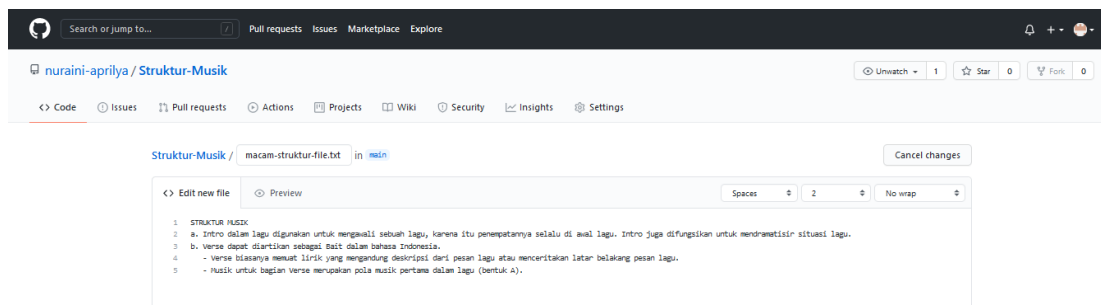 Search or jump to... / Pull requests Issues Marketplace Explore
nuraini-aprilya / Struktur-Musik
Unwatch 1 Star 0 Fork 0
<> Code Issues Pull requests Actions Projects Wiki Security Insights Settings
Struktur-Musik / macam-struktur-file.txt in main Cancel changes
<> Edit new file Preview Spaces 2 No wrap
1 STRUKTUR MUSIK
2 a. Intro dalam lagu digunakan untuk mengawali sebuah lagu, karena itu penempatannya selalu di awal lagu. Intro juga difungsikan untuk mendramatisir situasi lagu.
3 b. Verse dapat diartikan sebagai Bait dalam bahasa Indonesia.
4 - Verse biasanya memuat lirik yang mengandung deskripsi dari pesan lagu atau menceritakan latar belakang pesan lagu.
5 - Musik untuk bagian Verse merupakan pola musik pertama dalam lagu (bentuk A).